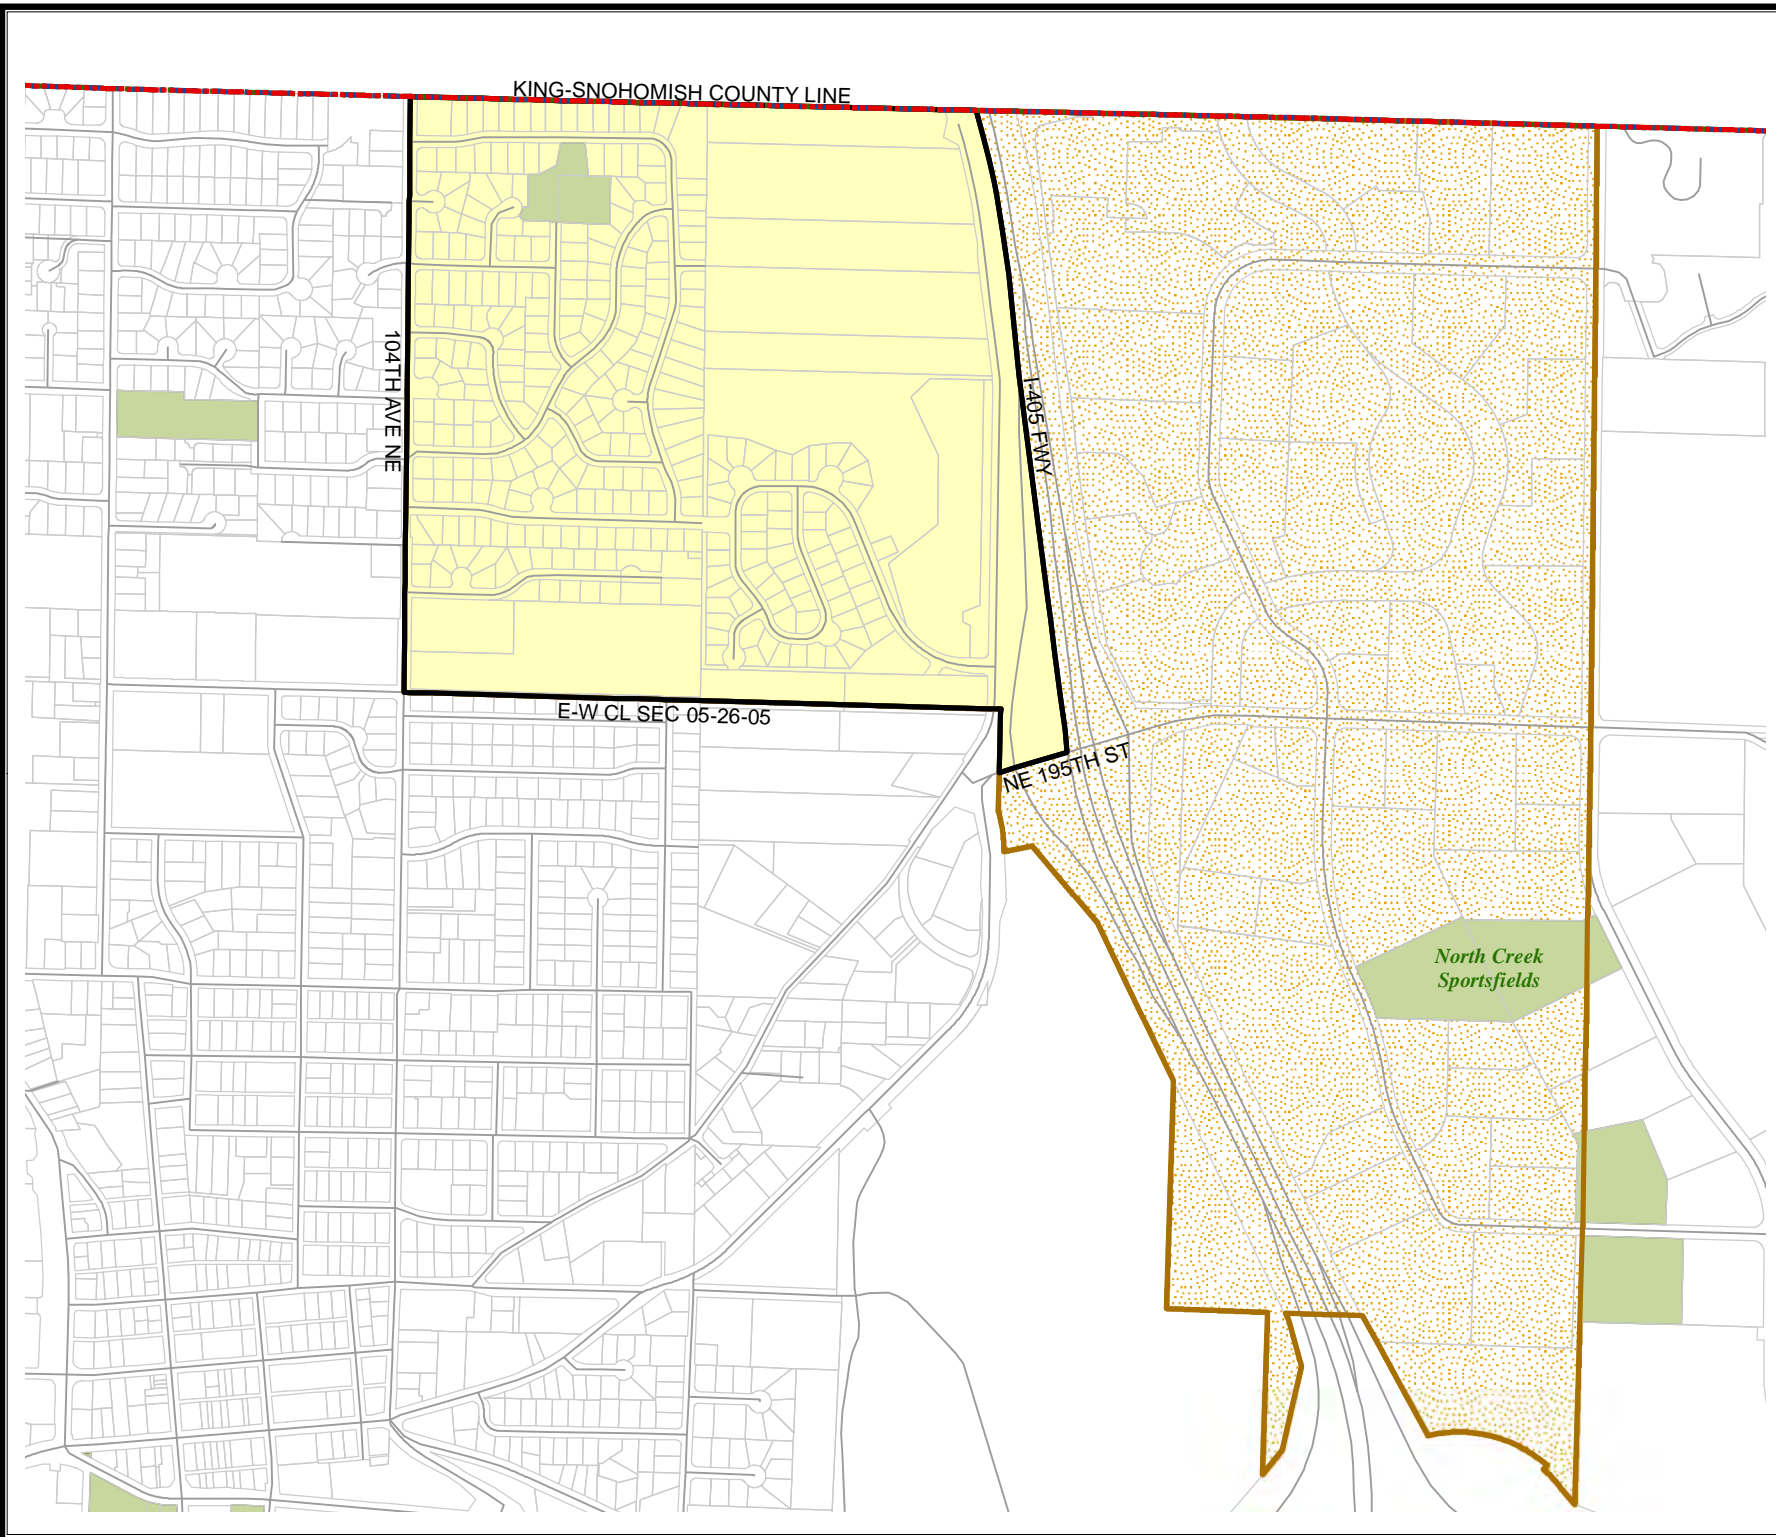 KING-SNOHOMISH COUNTY LINE
104TH AVE NE
I-405 FWY
E-W CL SEC 05-26-05
NE 195TH ST
North Creek
Sportsfields